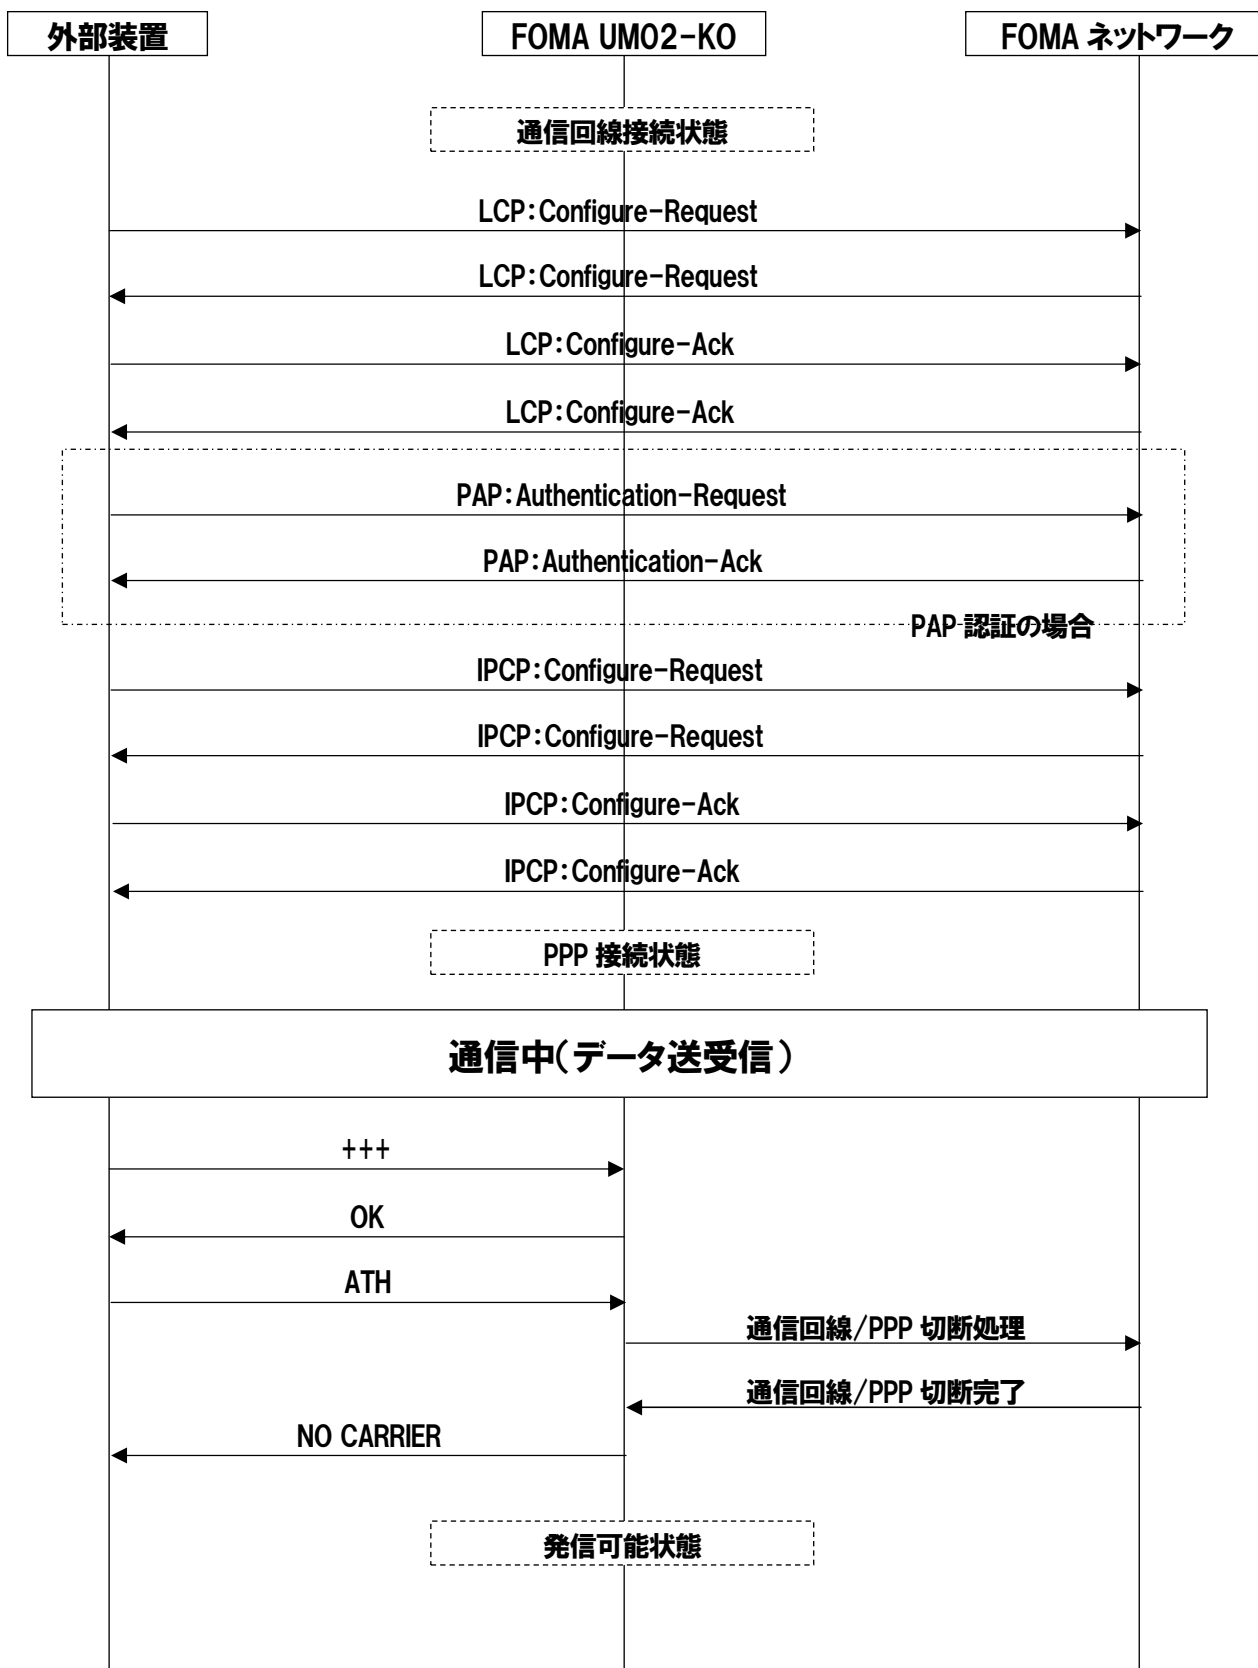 外部装置
FOMA UM02-KO
FOMA ネットワーク
通信回線接続状態
LCP：Configure-Request
LCP：Configure-Request
LCP：Configure-Ack
LCP：Configure-Ack
PAP：Authentication-Request
PAP：Authentication-Ack
PAP 認証の場合
IPCP：Configure-Request
IPCP：Configure-Request
IPCP：Configure-Ack
IPCP：Configure-Ack
PPP 接続状態
通信中（データ送受信）
+++
OK
ATH
通信回線/PPP 切断処理
通信回線/PPP 切断完了
NO CARRIER
発信可能状態